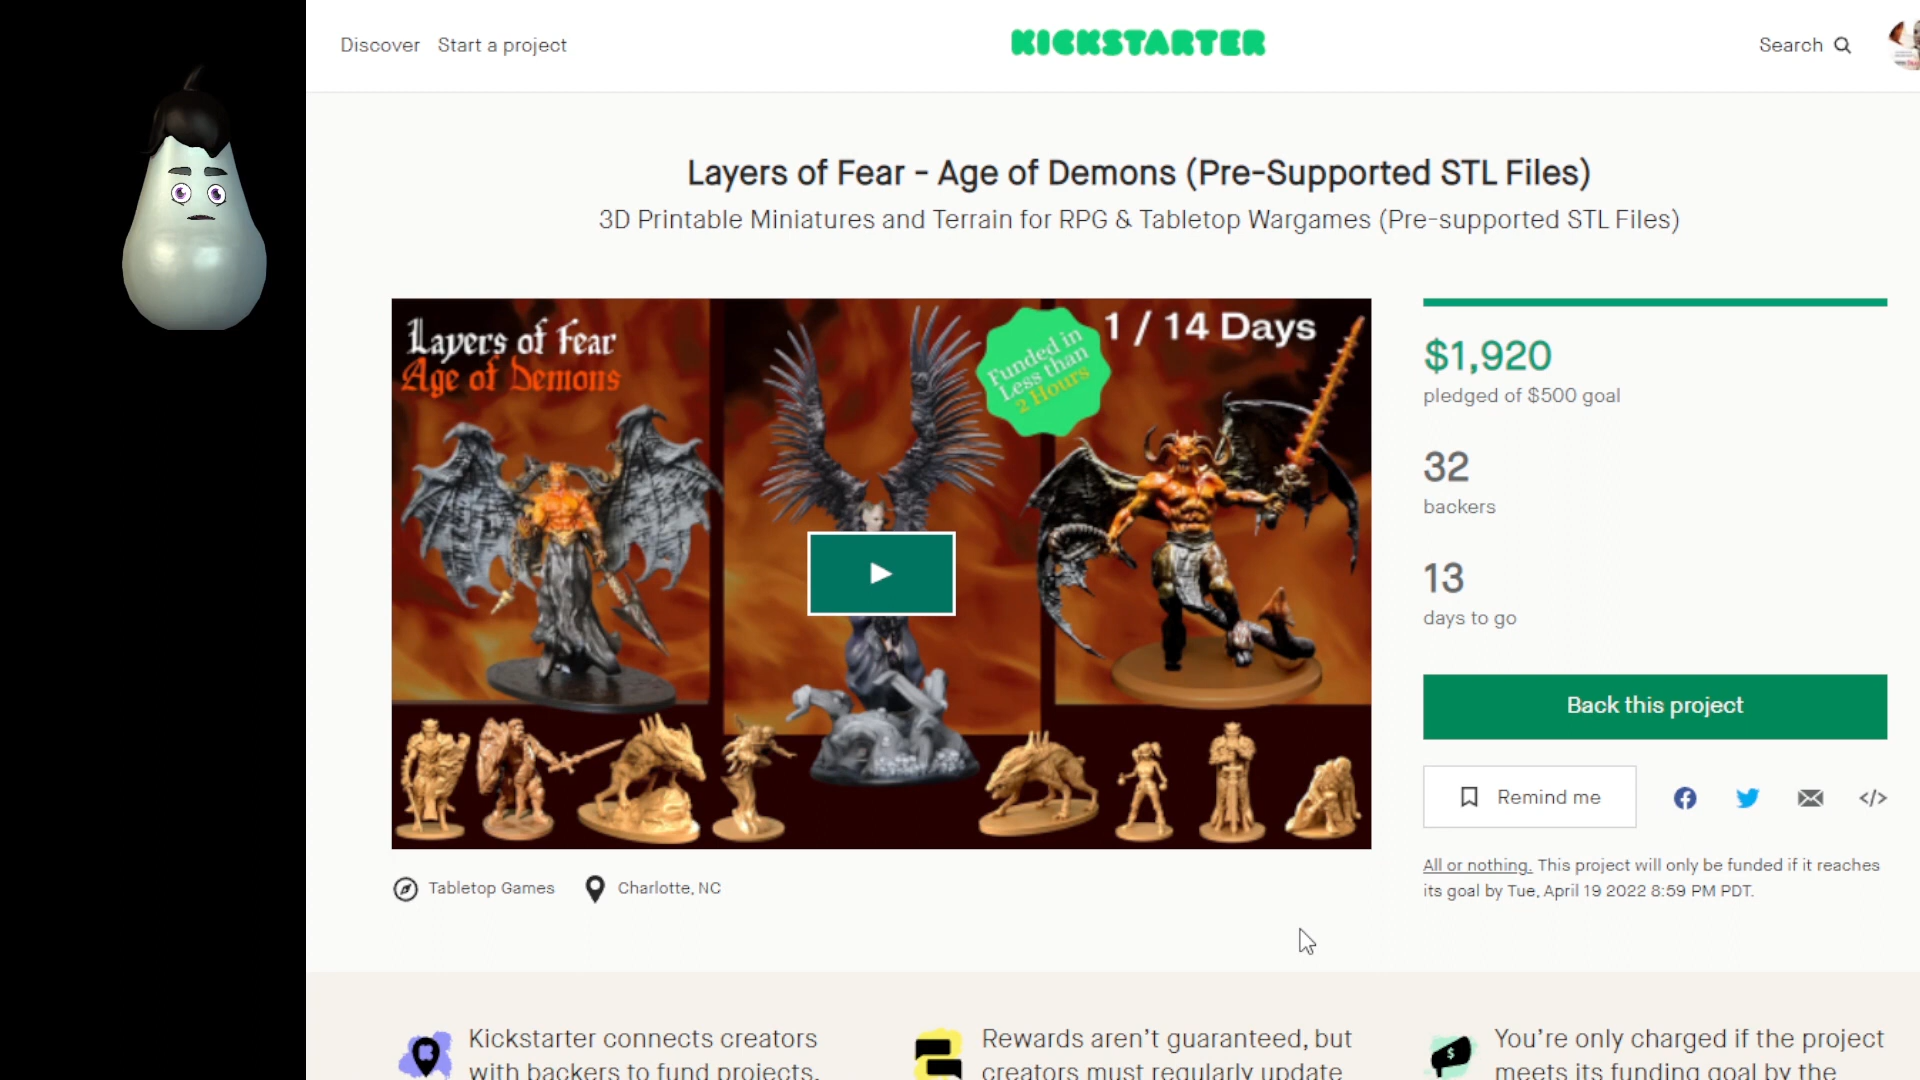 Discover Start a project
KICKSTARTER
Search
Layers of Fear - Age of Demons (Pre-Supported STL Files)
3D Printable Miniatures and Terrain for RPG & Tabletop Wargames (Pre-supported STL Files)
Layers of Fear
Age of Demons
Funded in
Less than
2 Hours
1 / 14 Days
$1,920
pledged of $500 goal
32
backers
13
days to go
Back this project
Remind me
</>
All or nothing. This project will only be funded if it reaches
its goal by Tue, April 19 2022 8:59 PM PDT.
Tabletop Games
Charlotte, NC
Kickstarter connects creators
with backers to fund projects.
Rewards aren't guaranteed, but
creators must regularly update
You're only charged if the project
meets its funding goal by the